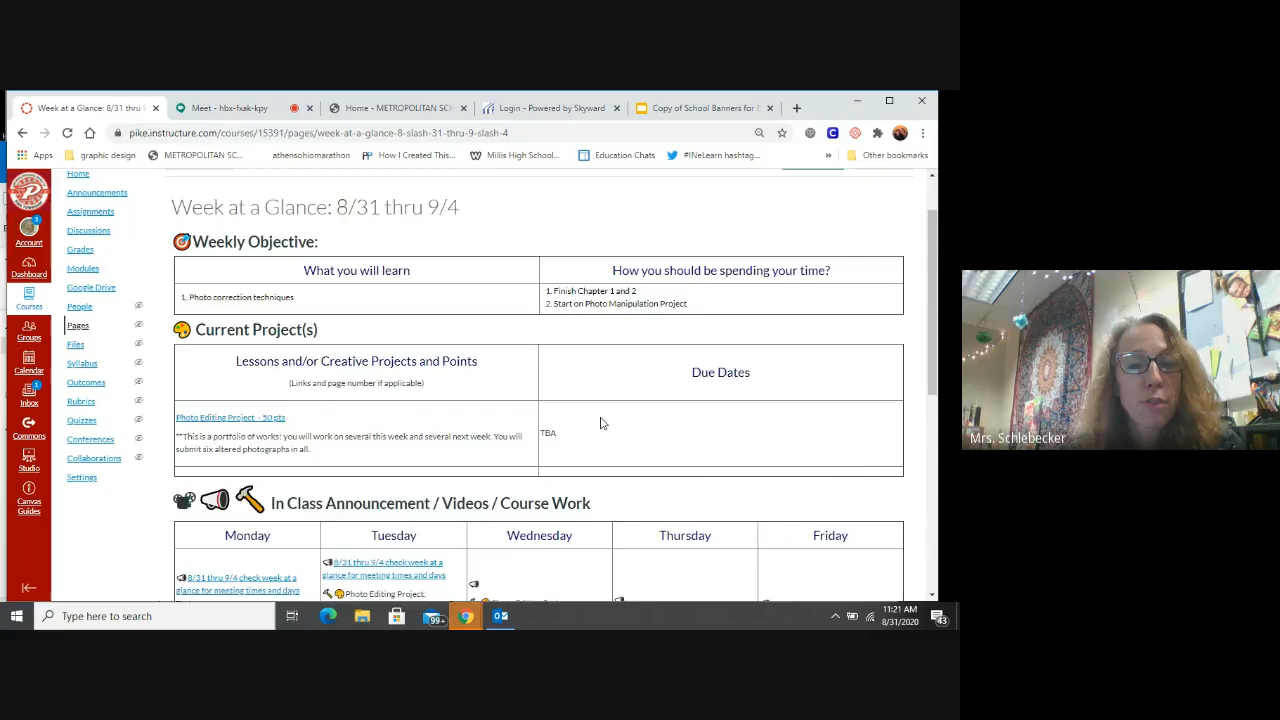 Week at a Glance: 8/31 thru 9
Meet - hbx-fxak-kpy
Home - METROPOLITAN SC
Login - Powered by Skyward
Copy of School Banners for
pike.instructure.com/courses/15391/pages/week-at-a-glance-8-slash-31-thru-9-slash-4
Apps
graphic design
METROPOLITAN SC...
athensohiomarathon
How I Created This...
Millis High School...
Education Chats
#INeLearn hashtag...
»
Other bookmarks
Account
3
Dashboard
Courses
Groups
Calendar
1
Inbox
Commons
Studio
Canvas
Guides
Home
Announcements
Assignments
Discussions
Grades
Modules
Google Drive
People
Pages
Files
Syllabus
Outcomes
Rubrics
Quizzes
Conferences
Collaborations
Settings
Week at a Glance: 8/31 thru 9/4
Weekly Objective:
What you will learn
How you should be spending your time?
1. Photo correction techniques
1. Finish Chapter 1 and 2
2. Start on Photo Manipulation Project
Current Project(s)
Lessons and/or Creative Projects and Points
(Links and page number if applicable)
Due Dates
Photo Editing Project - 50 pts
**This is a portfolio of works! you will work on several this week and several next week. You will
submit six altered photographs in all.
TBA
In Class Announcement / Videos / Course Work
Monday
Tuesday
Wednesday
Thursday
Friday
8/31 thru 9/4 check week at a
glance for meeting times and days
8/31 thru 9/4 check week at a
glance for meeting times and days
Photo Editing Project:
Type here to search
99+
11:21 AM
8/31/2020
43
Mrs. Schlebecker